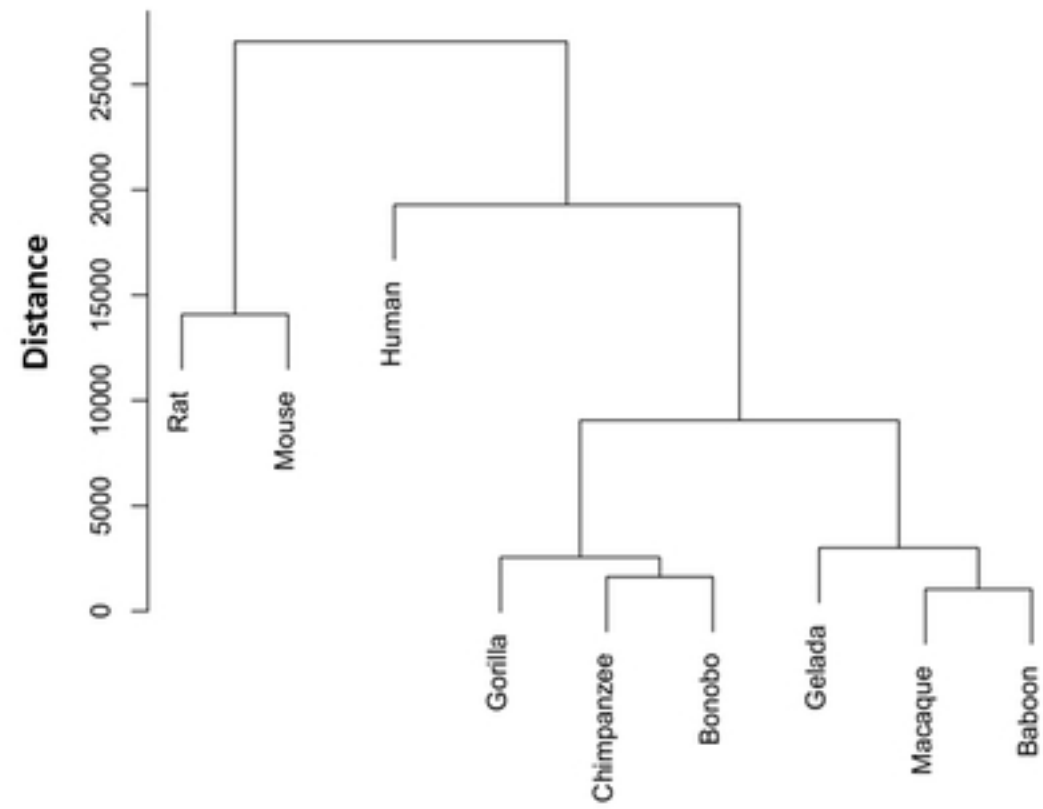 Distance
25000
20000
15000
10000
5000
0
Rat
Mouse
Human
Gorilla
Chimpanzee
Bonobo
Gelada
Macaque
Baboon